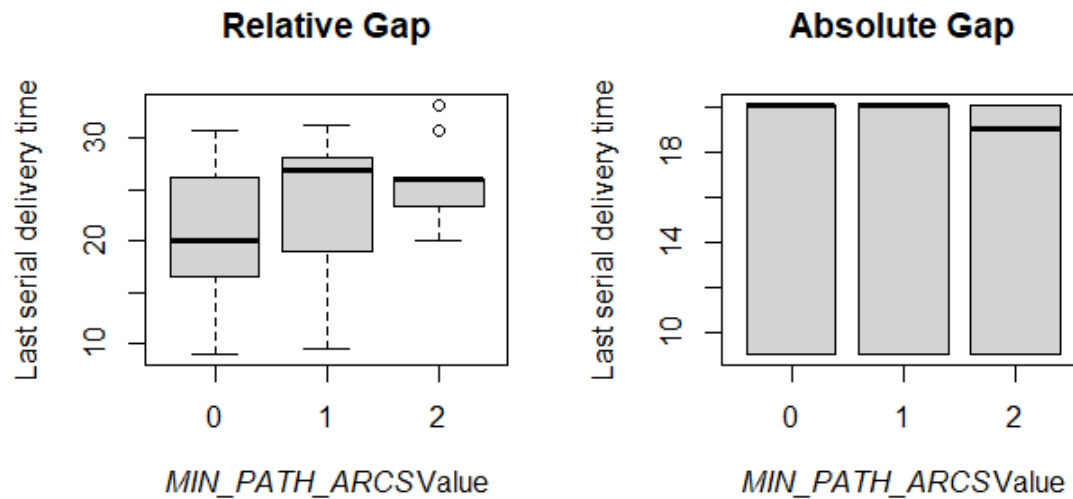 Relative Gap
Last serial delivery time
30
20
10
0 1 2
MIN_PATH_ARCSValue
Absolute Gap
Last serial delivery time
18
14
10
0 1 2
MIN_PATH_ARCSValue